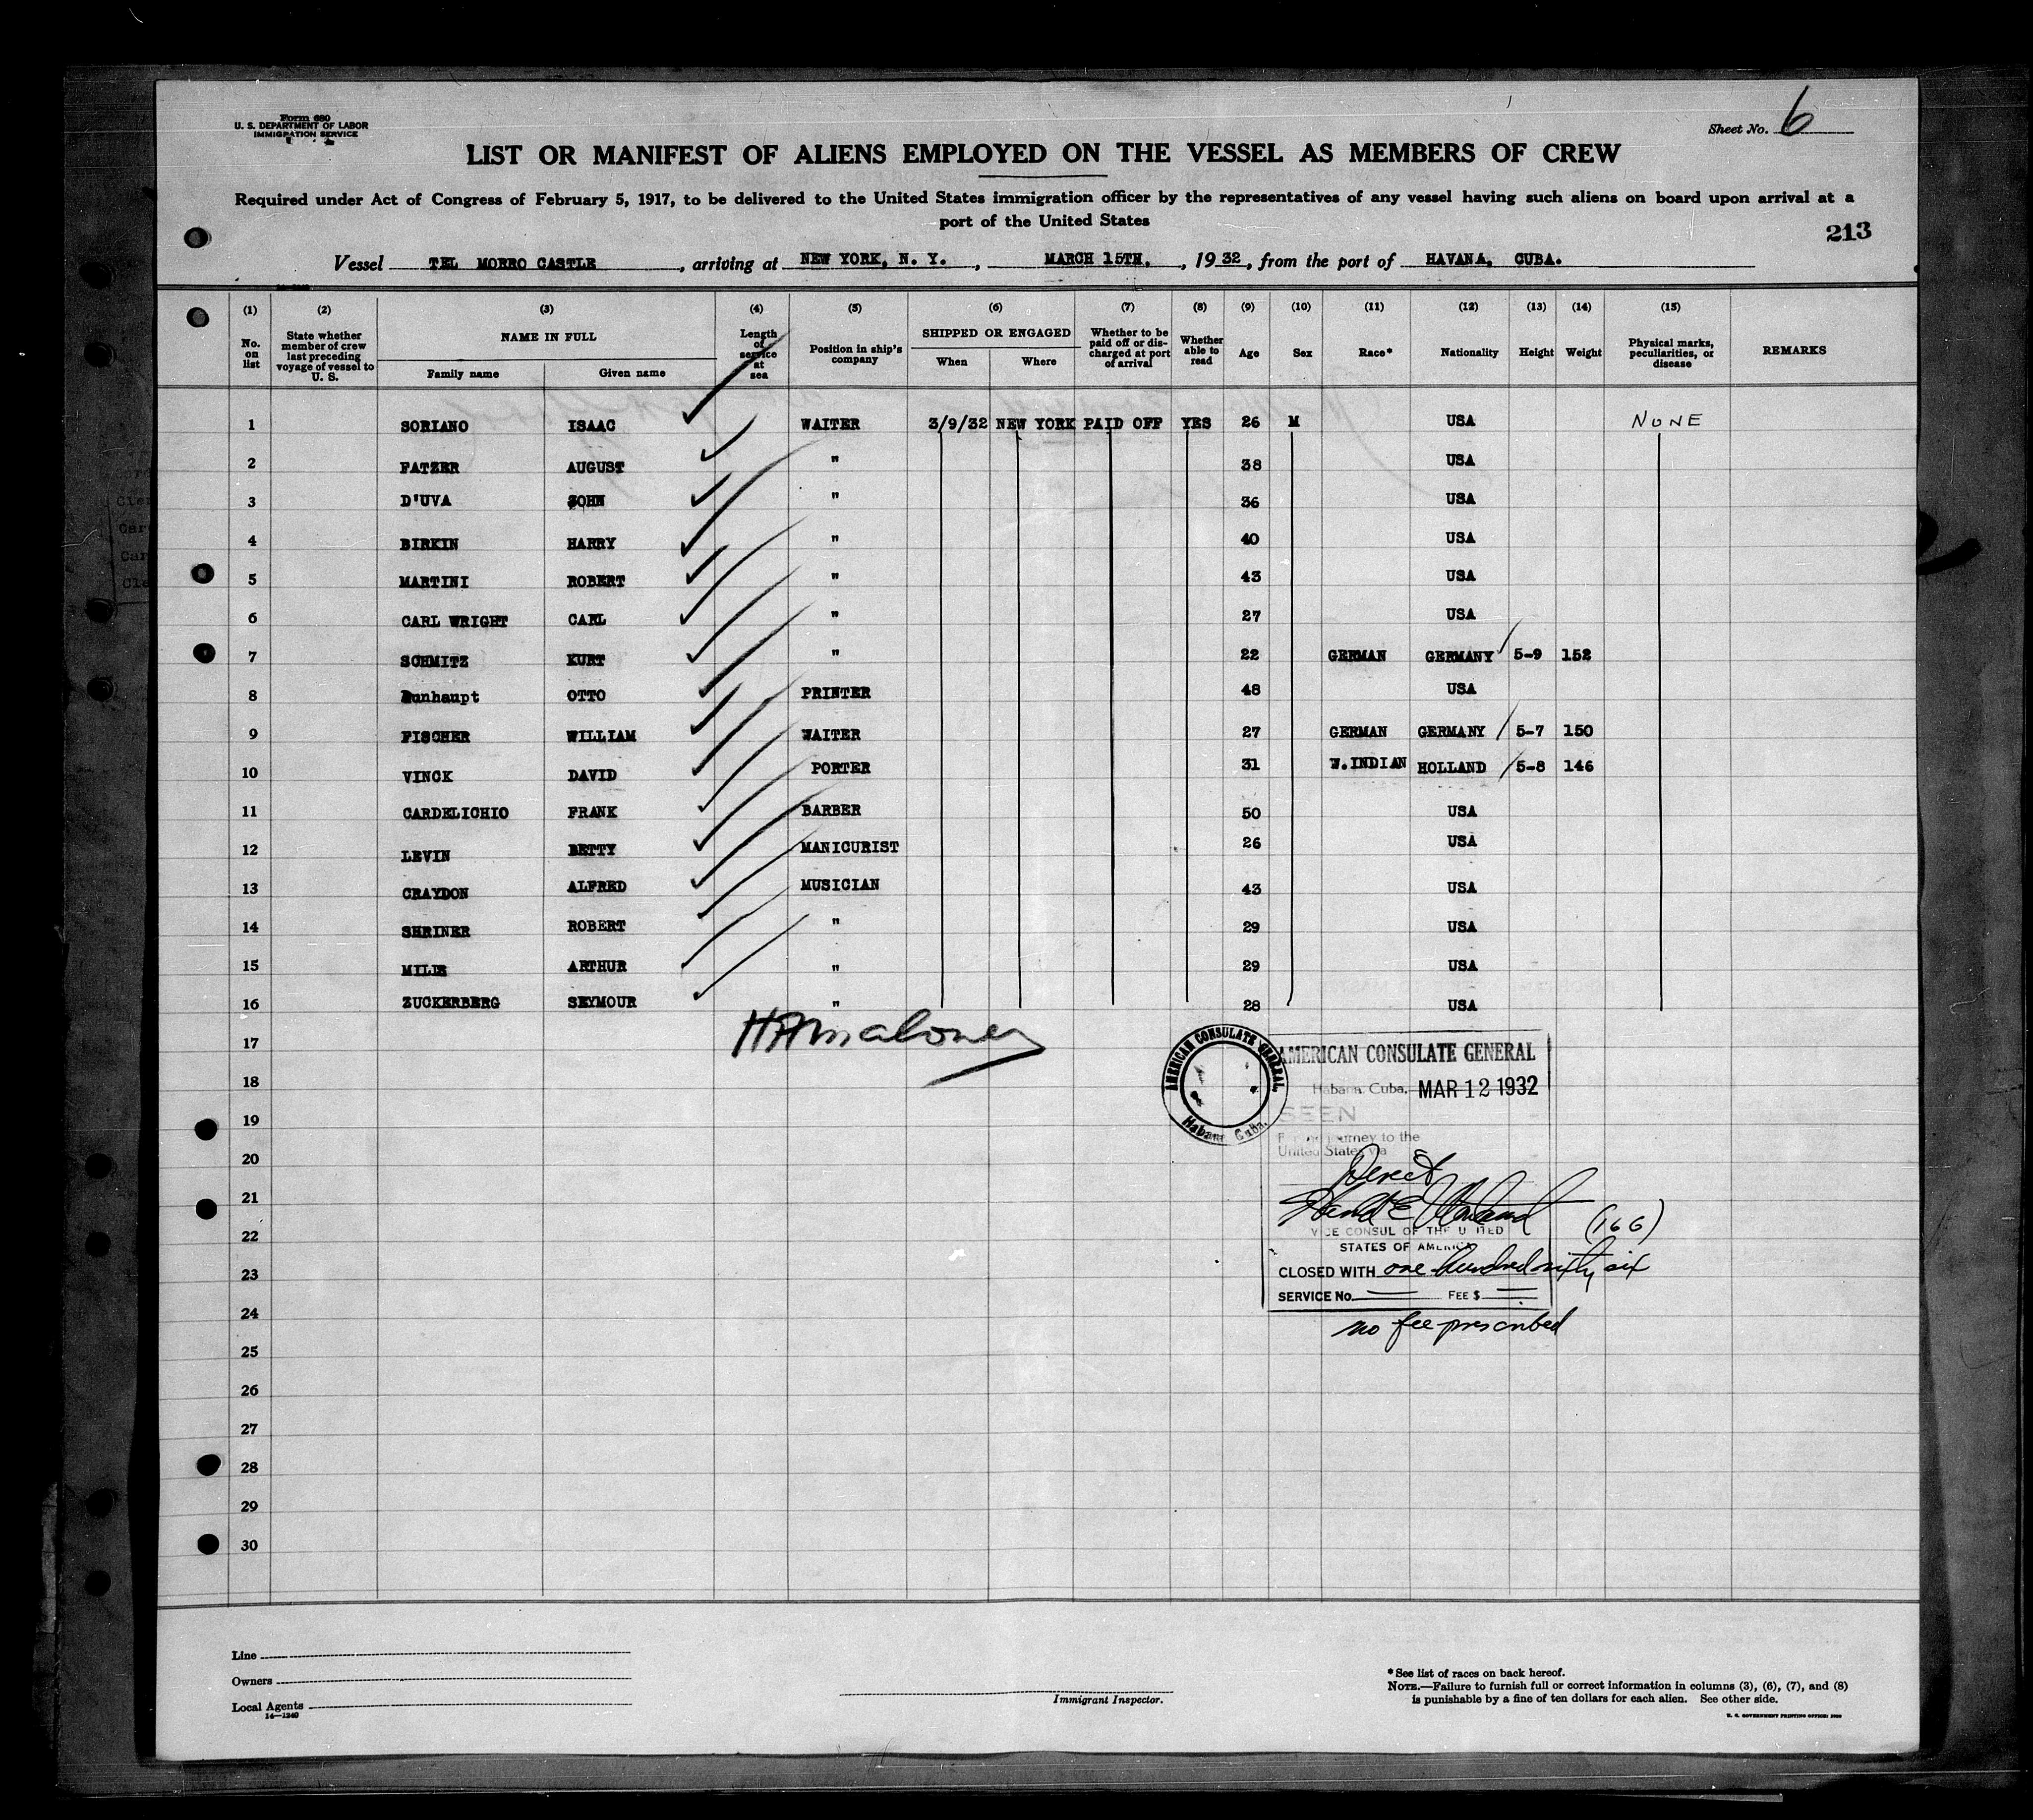 Form 680
U. S. DEPARTMENT OF LABOR
IMMIGRATION SERVICE
Sheet No. 6
LIST OR MANIFEST OF ALIENS EMPLOYED ON THE VESSEL AS MEMBERS OF CREW
Required under Act of Congress of February 5, 1917, to be delivered to the United States immigration officer by the representatives of any vessel having such aliens on board upon arrival at a
port of the United States
213
Vessel TEL MORRO CASTLE, arriving at NEW YORK, N. Y., MARCH 15TH, 1932, from the port of HAVANA, CUBA.
(1) (2) (3) (4) (5) (6) (7) (8) (9) (10) (11) (12) (13) (14) (15)
No. on list State whether member of crew last preceding voyage of vessel to U. S. NAME IN FULL Family name Given name Length of service at sea Position in ship's company SHIPPED OR ENGAGED When Where Whether to be paid off or discharged at port of arrival Whether able to read Age Sex Race* Nationality Height Weight Physical marks, peculiarities, or disease REMARKS
1 SORIANO ISAAC WAITER 3/9/32 NEW YORK PAID OFF YES 26 M USA NONE
2 FATZER AUGUST " 38 USA
3 D'UVA JOHN " 36 USA
4 BIRKIN HARRY " 40 USA
5 MARTINI ROBERT " 43 USA
6 CARL WRIGHT CARL " 27 USA
7 SCHMITZ KURT " 22 GERMAN GERMANY 5-9 152
8 OTTO PRINTER 48 USA
9 FISCHER WILLIAM WAITER 27 GERMAN GERMANY 5-7 150
10 VINCK DAVID PORTER 31 W.INDIAN HOLLAND 5-8 146
11 CARDELICHIO FRANK BARBER 50 USA
12 LEVIN BETTY MANICURIST 26 USA
13 CRAYDON ALFRED MUSICIAN 43 USA
14 SHRINER ROBERT " 29 USA
15 ARTHUR " 29 USA
16 ZUCKERBERG SEYMOUR " 28 USA
17
HAMaloney
18
19
20
21
22
23
24
25
26
27
28
29
30
AMERICAN CONSULATE GENERAL
Habana, Cuba.
AMERICAN CONSULATE GENERAL
Habana, Cuba, MAR 12 1932
SEEN
For the journey to the
United States via
Direct
(166)
VICE CONSUL OF THE UNITED
STATES OF AMERICA
CLOSED WITH one hundred sixty six
SERVICE No. FEE $
no fee prescribed
Line
Owners
Local Agents
14—1240
Immigrant Inspector.
*See list of races on back hereof.
NOTE.—Failure to furnish full or correct information in columns (3), (6), (7), and (8)
is punishable by a fine of ten dollars for each alien. See other side.